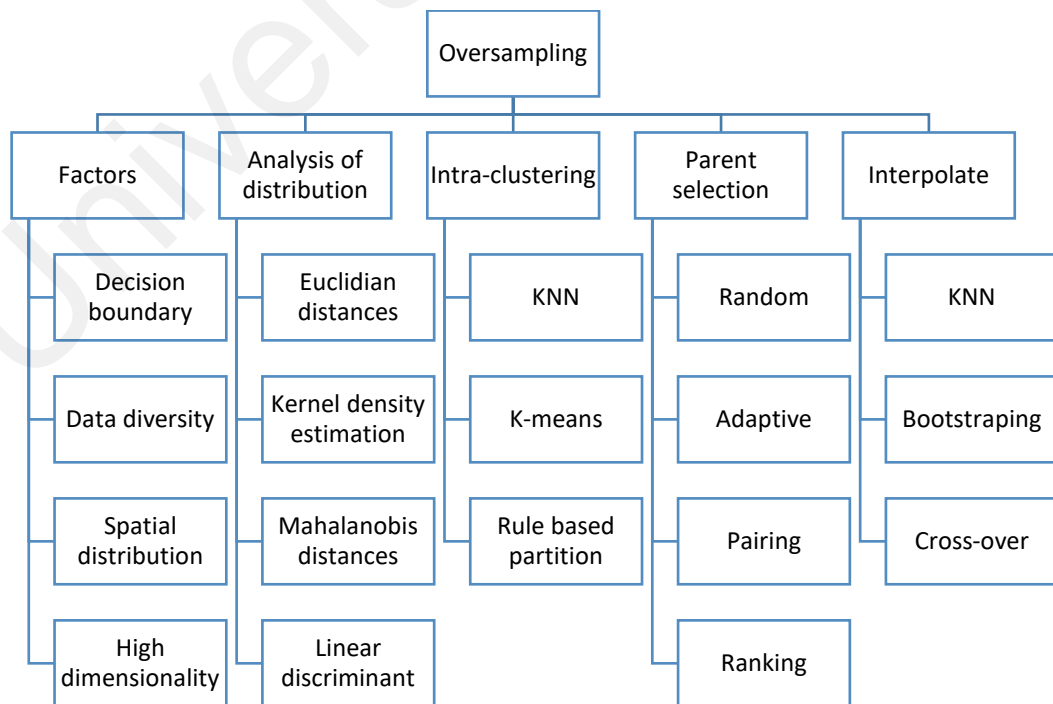 Oversampling
Factors
Decision
boundary
Data diversity
Spatial
distribution
High
dimensionality
Analysis of
distribution
Euclidian
distances
Kernel density
estimation
Mahalanobis
distances
Linear
discriminant
Intra-clustering
KNN
K-means
Rule based
partition
Parent
selection
Random
Adaptive
Pairing
Ranking
Interpolate
KNN
Bootstraping
Cross-over